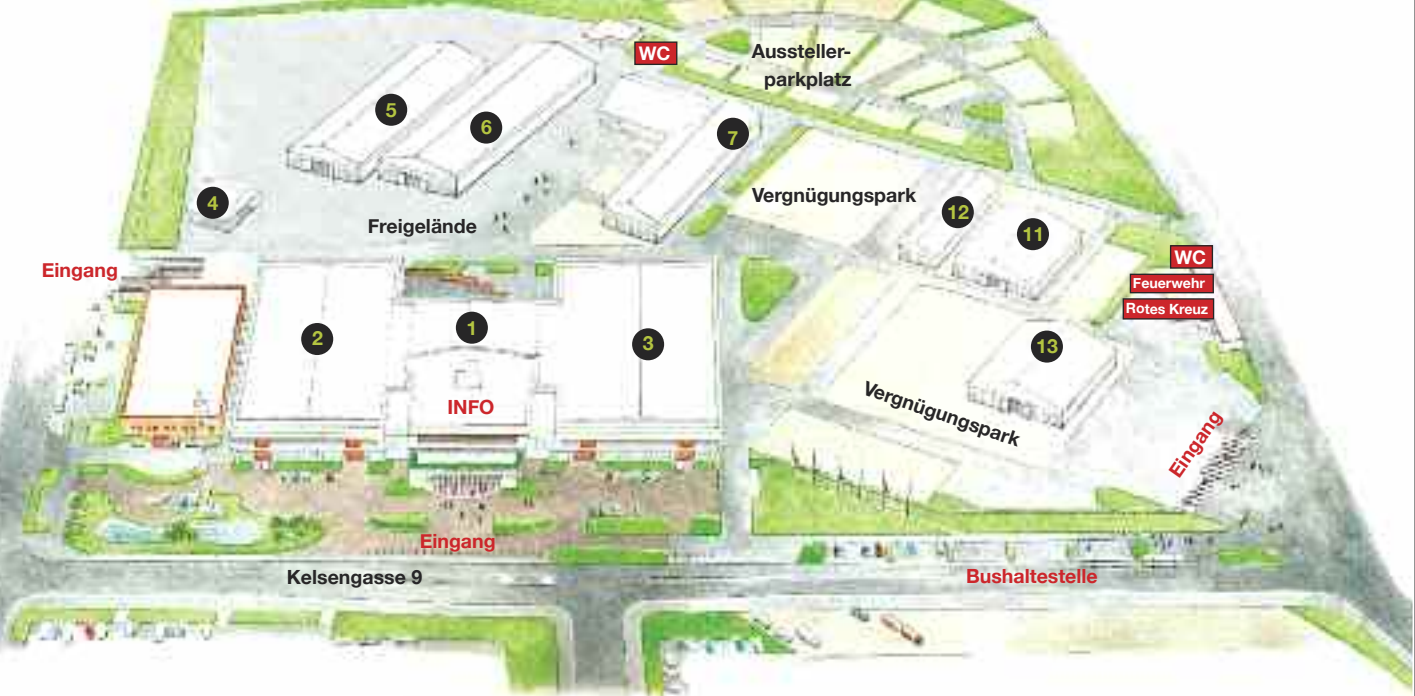 WC
Aussteller-
parkplatz
5
6
7
4
Vergnügungspark
12
11
Freigelände
WC
Feuerwehr
Rotes Kreuz
Eingang
1
2
3
13
INFO
Vergnügungspark
Eingang
Eingang
Kelsengasse 9
Bushaltestelle